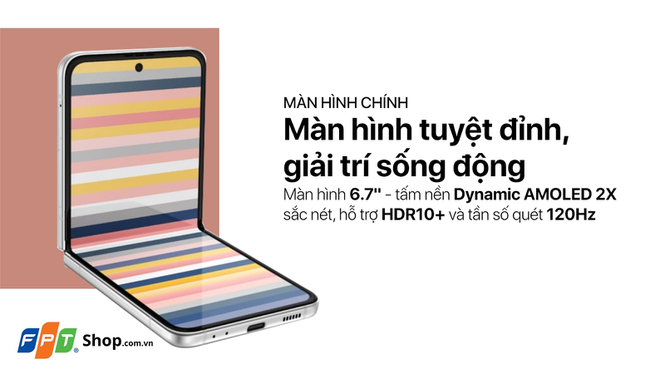 MÀN HÌNH CHÍNH
Màn hình tuyệt đỉnh,
giải trí sống động
Màn hình 6.7" - tấm nền Dynamic AMOLED 2X
sắc nét, hỗ trợ HDR10+ và tần số quét 120Hz
FPT® Shop.com.vn